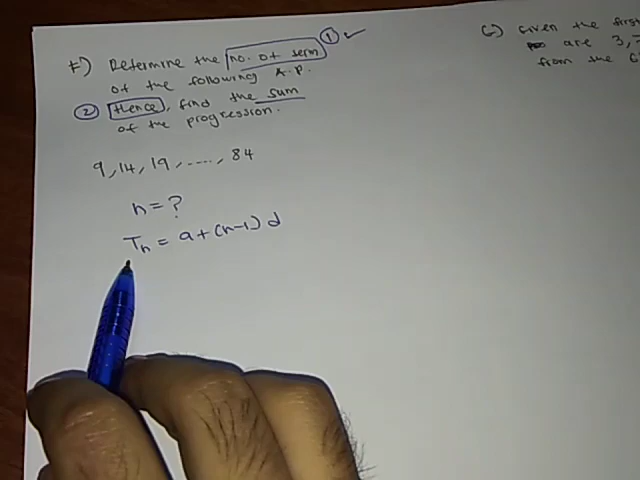 F) Determine the no. of term ① ✓
of the following A.P.
② Hence, find the sum
of the progression.
9, 14, 19, ....., 84
n = ?
Tn = a + (n-1) d
G) Given the first
are 3,
from the